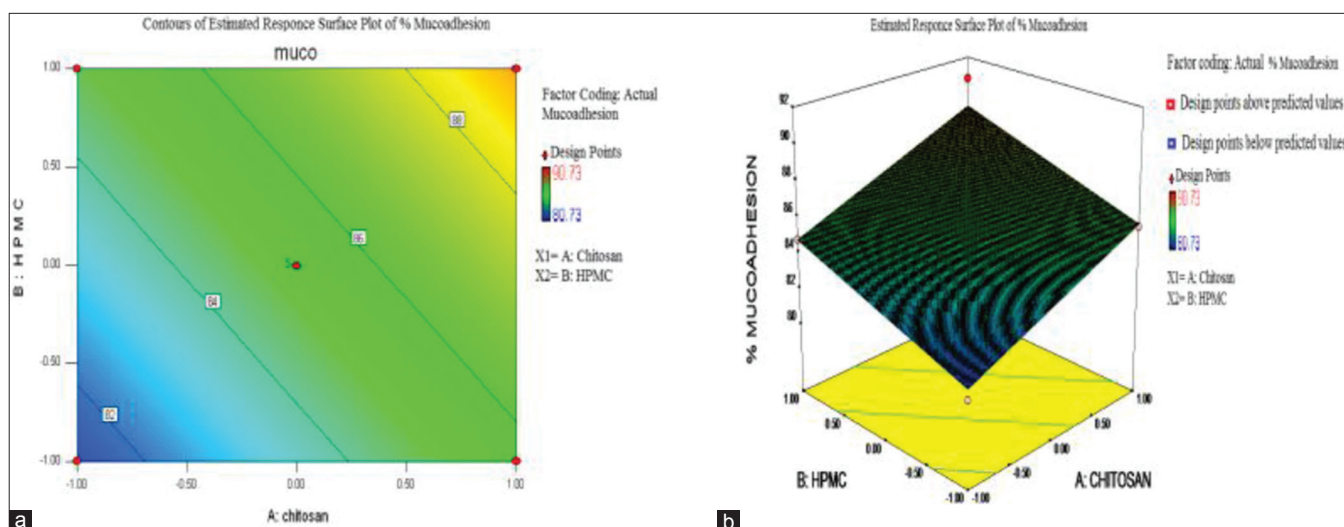 Contours of Estimated Responce Surface Plot of % Mucoadhesion
muco
1.00
0.50
0.00
-0.50
-1.00
B: HPMC
-1.00
-0.50
0.00
0.50
1.00
A: chitosan
88
86
84
82
5
Factor Coding: Actual
Mucoadhesion
Design Points
90.73
80.73
X1= A: Chitosan
X2= B: HPMC
a
Estimated Responce Surface Plot of % Mucoadhesion
92
90
88
86
84
82
80
% MUCOADHESION
1.00
0.50
0.00
-0.50
-1.00
B: HPMC
-1.00
-0.50
0.00
0.50
1.00
A: CHITOSAN
Factor coding: Actual % Mucoadhesion
Design points above predicted values
Design points below predicted values
Design Points
90.73
80.73
X1= A: Chitosan
X2= B: HPMC
b